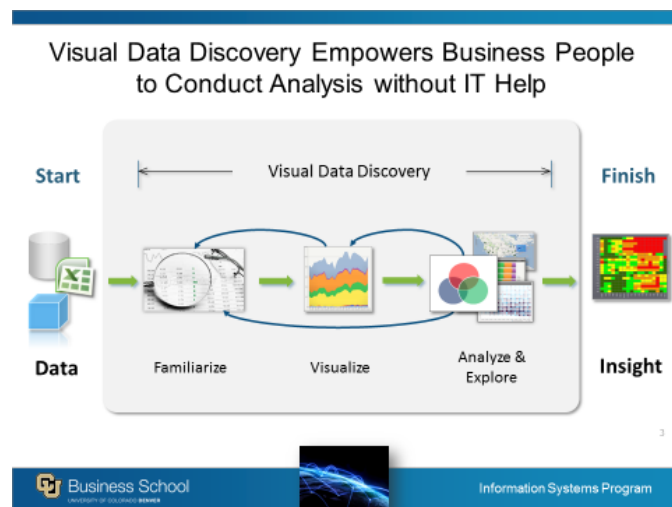 Visual Data Discovery Empowers Business People
to Conduct Analysis without IT Help
Start
Visual Data Discovery
Finish
Data
Familiarize
Visualize
Analyze &
Explore
Insight
3
CU Business School
UNIVERSITY OF COLORADO DENVER
Information Systems Program